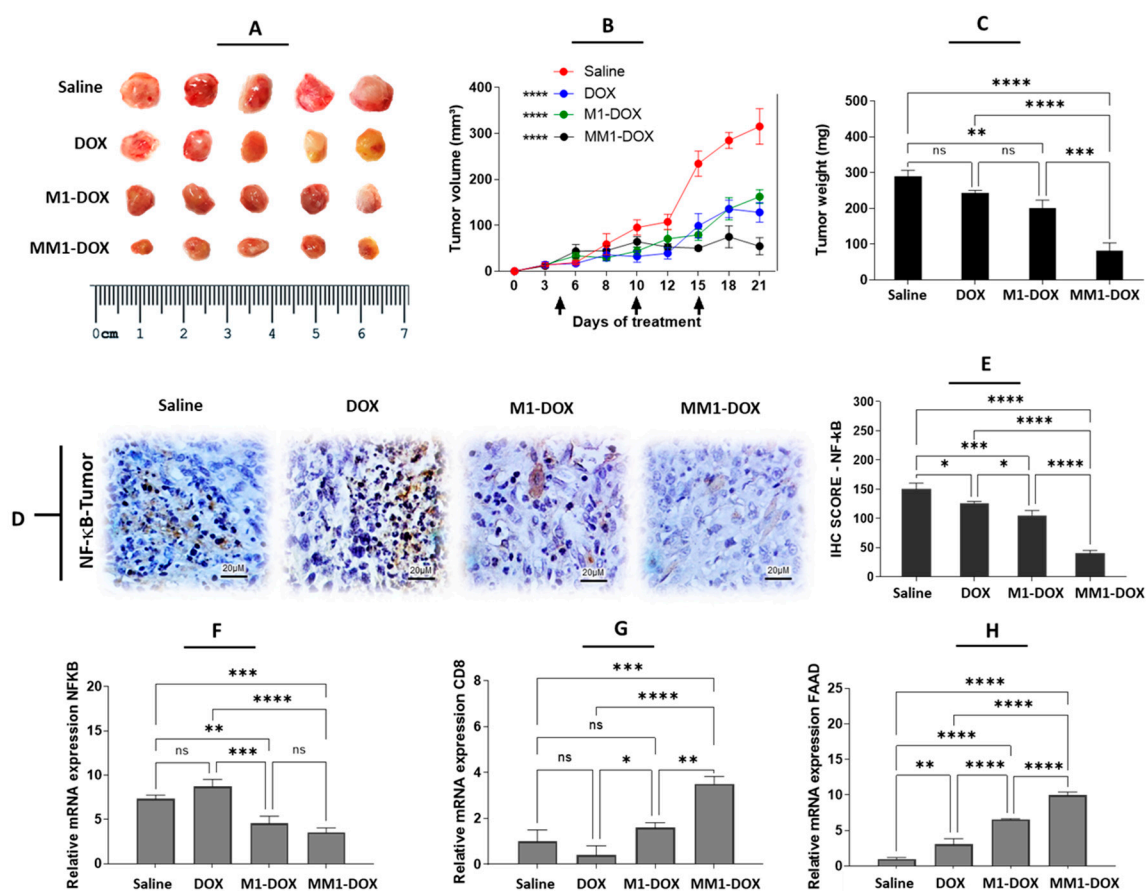 A
Saline
DOX
M1-DOX
MM1-DOX
0cm 1 2 3 4 5 6 7
B
Saline
**** DOX
**** M1-DOX
**** MM1-DOX
Tumor volume (mm³)
400
300
200
100
0
0 3 6 8 10 12 15 18 21
Days of treatment
C
****
****
**
ns ns ***
Tumor weight (mg)
500
400
300
200
100
0
Saline DOX M1-DOX MM1-DOX
D
NF-κB-Tumor
Saline DOX M1-DOX MM1-DOX
20µM 20µM 20µM 20µM
E
****
****
***
* * ****
IHC SCORE - NF-kB
300
250
200
150
100
50
0
Saline DOX M1-DOX MM1-DOX
F
***
****
**
ns *** ns
Relative mRNA expression NFKB
20
15
10
5
0
Saline DOX M1-DOX MM1-DOX
G
***
****
ns
ns * **
Relative mRNA expression CD8
8
6
4
2
0
Saline DOX M1-DOX MM1-DOX
H
****
****
****
** **** ****
Relative mRNA expression FAAD
20
15
10
5
0
Saline DOX M1-DOX MM1-DOX